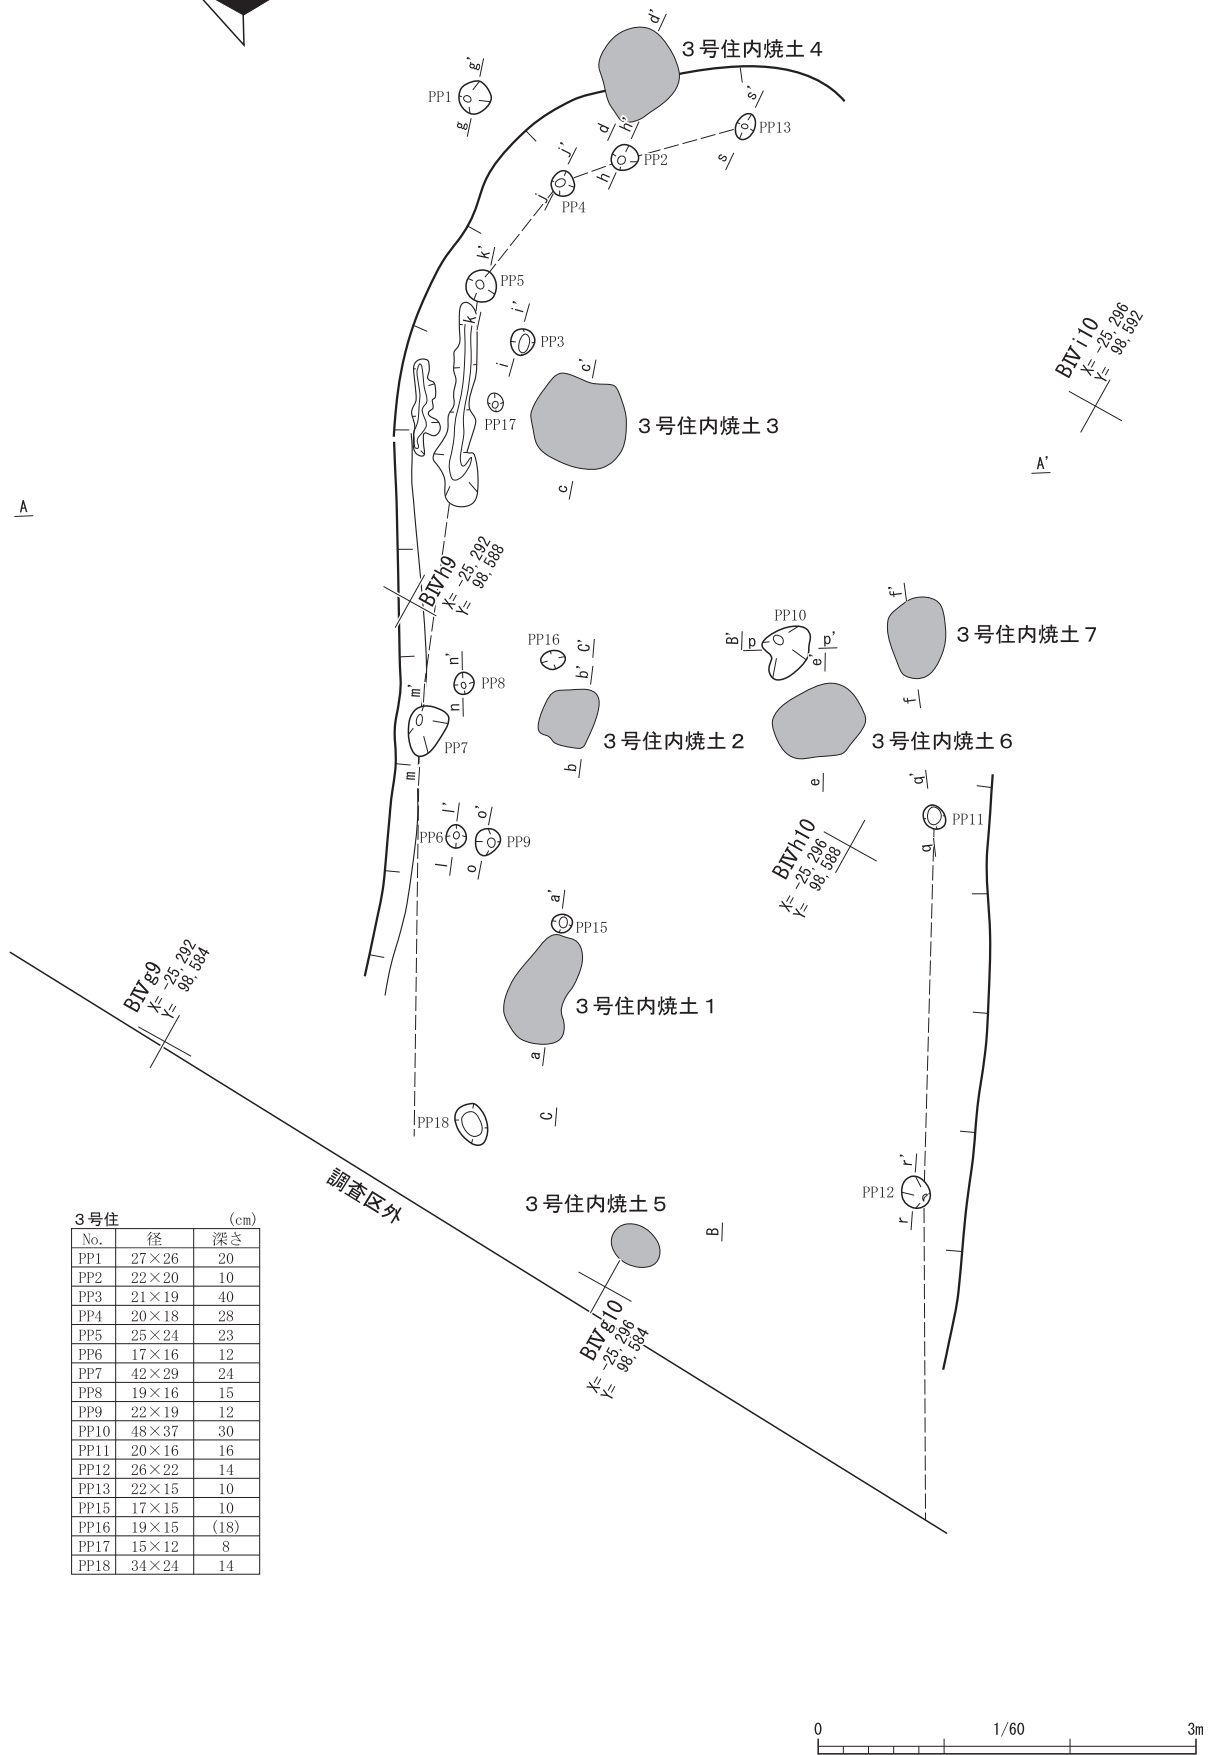 d'
3号住内焼土4
g'
PP1
g
s'
d
h'
PP13
j'
PP2
s
h
j
PP4
k'
PP5
i'
k
PP3
i
c'
BⅣi10
X= -25,296
Y= 98,592
PP17
3号住内焼土3
A'
c
A
BⅣh9
X= -25,292
Y= 98,588
f'
PP10
B'
p
p'
e'
3号住内焼土7
PP16
C'
b'
n'
PP8
m'
n
f
3号住内焼土2
3号住内焼土6
PP7
b
m
e
q'
l'
o'
PP11
PP6
PP9
q
l
o
BⅣh10
X= -25,296
Y= 98,588
a'
PP15
BⅣg9
X= -25,292
Y= 98,584
3号住内焼土1
a
PP18
C
r'
調査区外
PP12
3号住内焼土5
r
B
BⅣg10
X= -25,296
Y= 98,584
3号住 (cm)
No. 径 深さ
PP1 27×26 20
PP2 22×20 10
PP3 21×19 40
PP4 20×18 28
PP5 25×24 23
PP6 17×16 12
PP7 42×29 24
PP8 19×16 15
PP9 22×19 12
PP10 48×37 30
PP11 20×16 16
PP12 26×22 14
PP13 22×15 10
PP15 17×15 10
PP16 19×15 (18)
PP17 15×12 8
PP18 34×24 14
0 1/60 3m